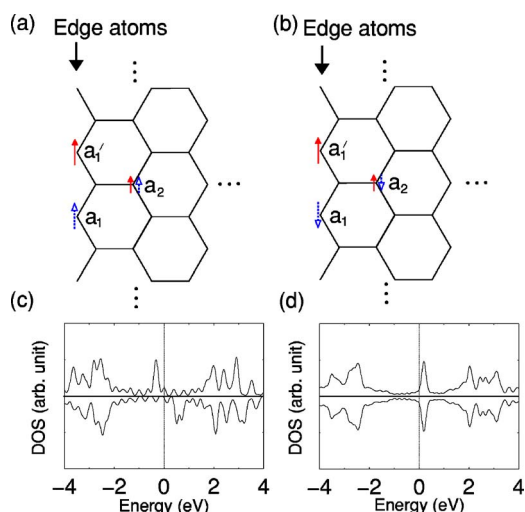 (a)
Edge atoms
a1′
a2
a1
(b)
Edge atoms
a1′
a2
a1
(c)
DOS (arb. unit)
−4 −2 0 2 4
Energy (eV)
(d)
DOS (arb. unit)
−4 −2 0 2 4
Energy (eV)